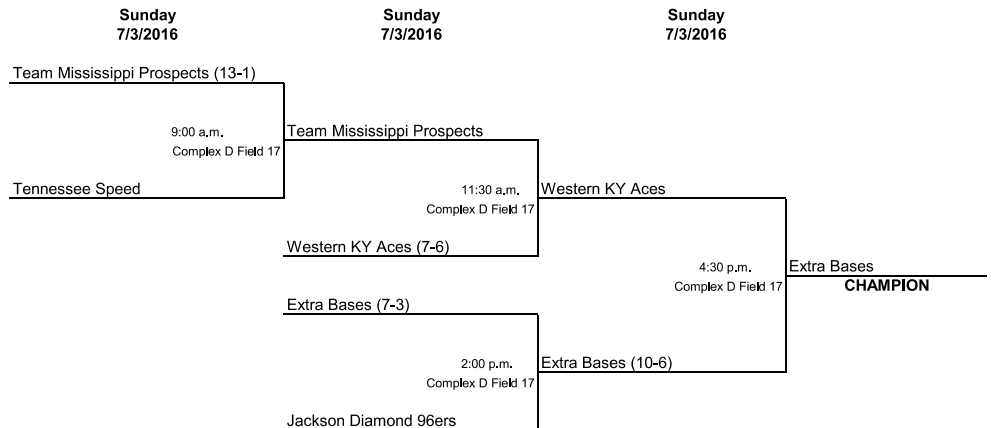 Sunday
7/3/2016
Sunday
7/3/2016
Sunday
7/3/2016
Team Mississippi Prospects (13-1)
9:00 a.m.
Complex D Field 17
Tennessee Speed
Team Mississippi Prospects
11:30 a.m.
Complex D Field 17
Western KY Aces (7-6)
Western KY Aces
4:30 p.m.
Complex D Field 17
Extra Bases
CHAMPION
Extra Bases (7-3)
2:00 p.m.
Complex D Field 17
Extra Bases (10-6)
Jackson Diamond 96ers